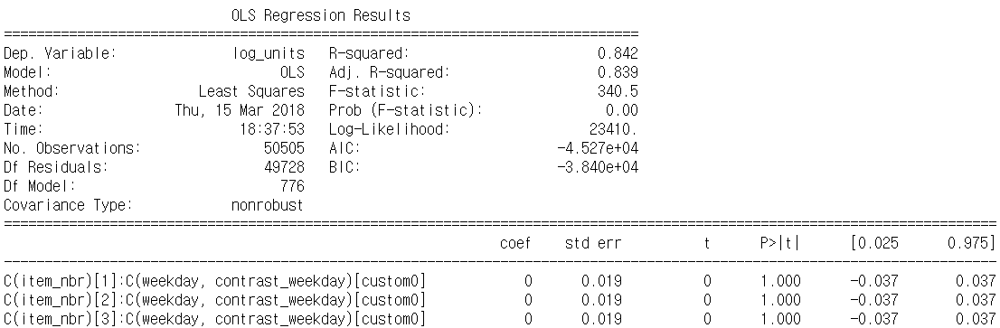 OLS Regression Results
==============================================================================
Dep. Variable: log_units R-squared: 0.842
Model: OLS Adj. R-squared: 0.839
Method: Least Squares F-statistic: 340.5
Date: Thu, 15 Mar 2018 Prob (F-statistic): 0.00
Time: 18:37:53 Log-Likelihood: 23410.
No. Observations: 50505 AIC: -4.527e+04
Df Residuals: 49728 BIC: -3.840e+04
Df Model: 776
Covariance Type: nonrobust
==============================================================================
coef std err t P>|t| [0.025 0.975]
------------------------------------------------------------------------------
C(item_nbr)[1]:C(weekday, contrast_weekday)[custom0] 0 0.019 0 1.000 -0.037 0.037
C(item_nbr)[2]:C(weekday, contrast_weekday)[custom0] 0 0.019 0 1.000 -0.037 0.037
C(item_nbr)[3]:C(weekday, contrast_weekday)[custom0] 0 0.019 0 1.000 -0.037 0.037